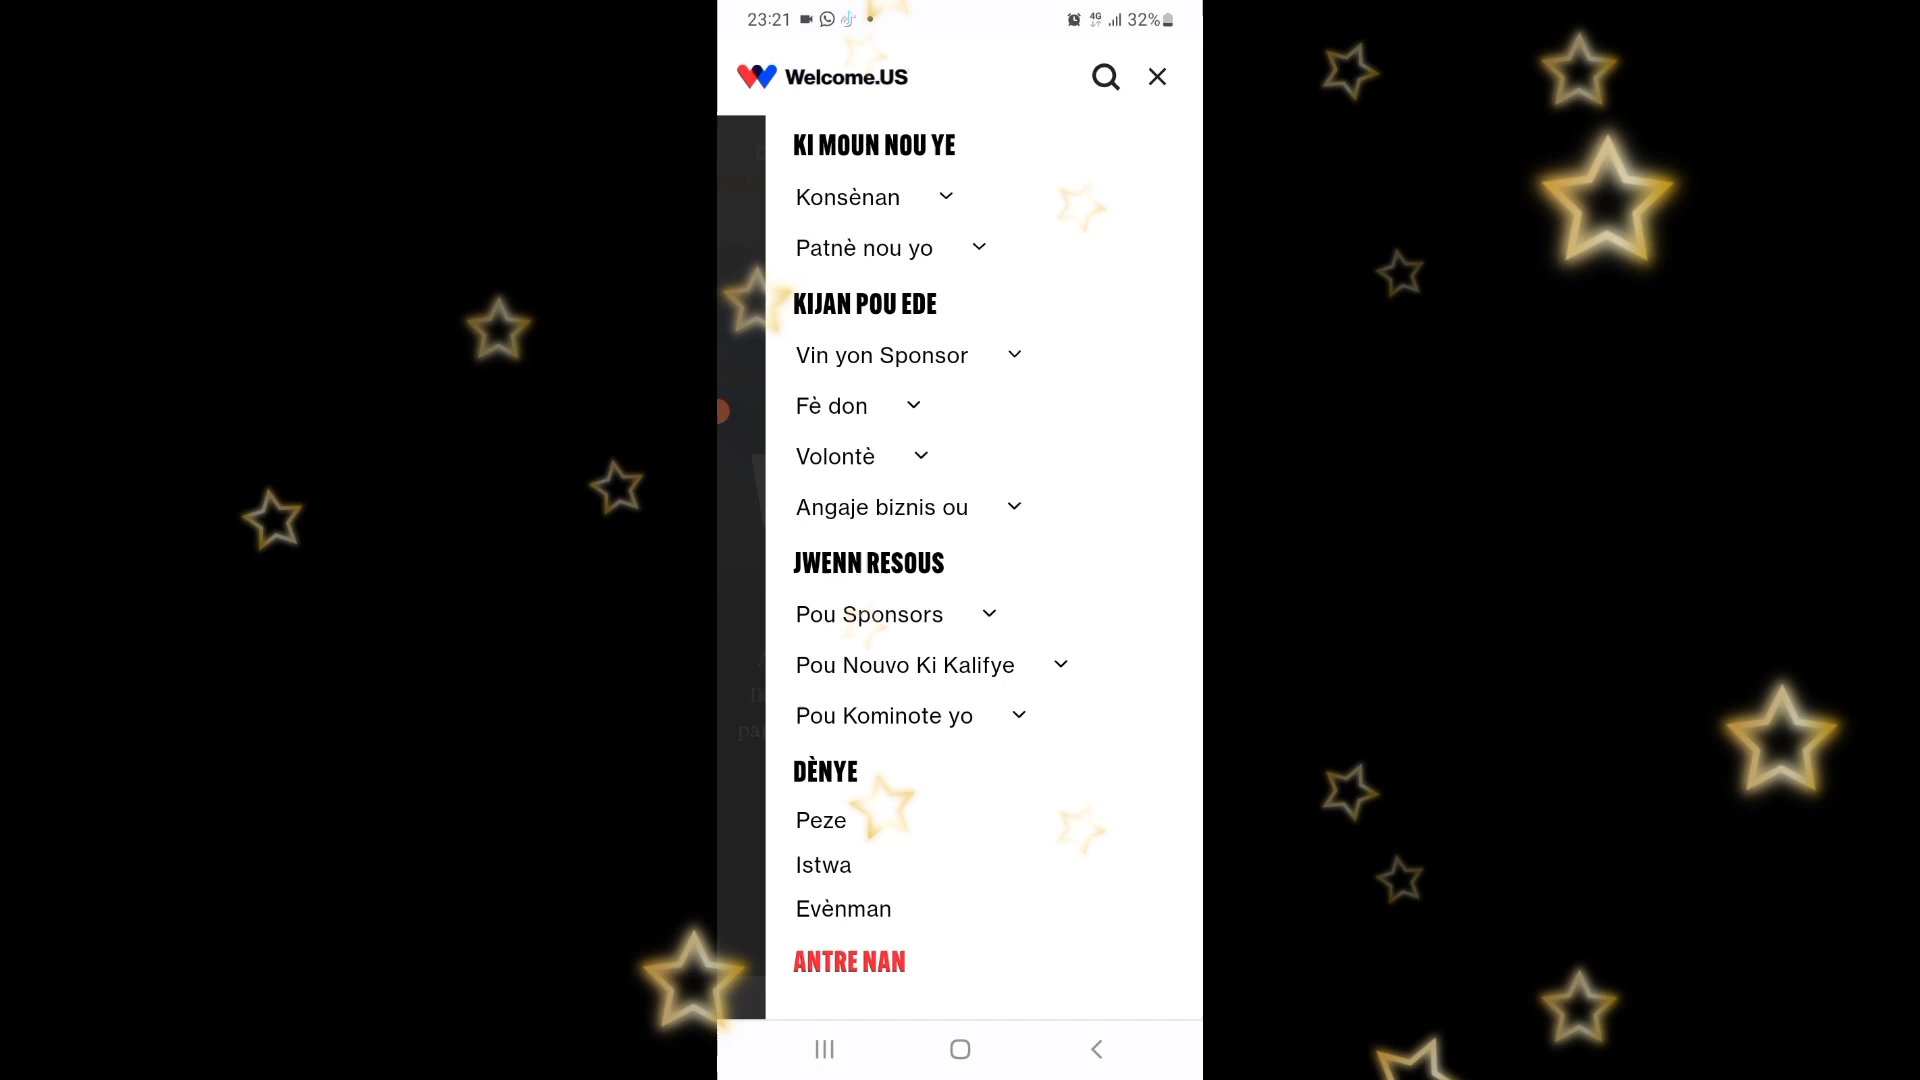 23:21 4G 32%
Welcome.US
KI MOUN NOU YE
Konsènan
Patnè nou yo
KIJAN POU EDE
Vin yon Sponsor
Fè don
Volontè
Angaje biznis ou
JWENN RESOUS
Pou Sponsors
Pou Nouvo Ki Kalifye
Pou Kominote yo
DÈNYE
Peze
Istwa
Evènman
ANTRE NAN